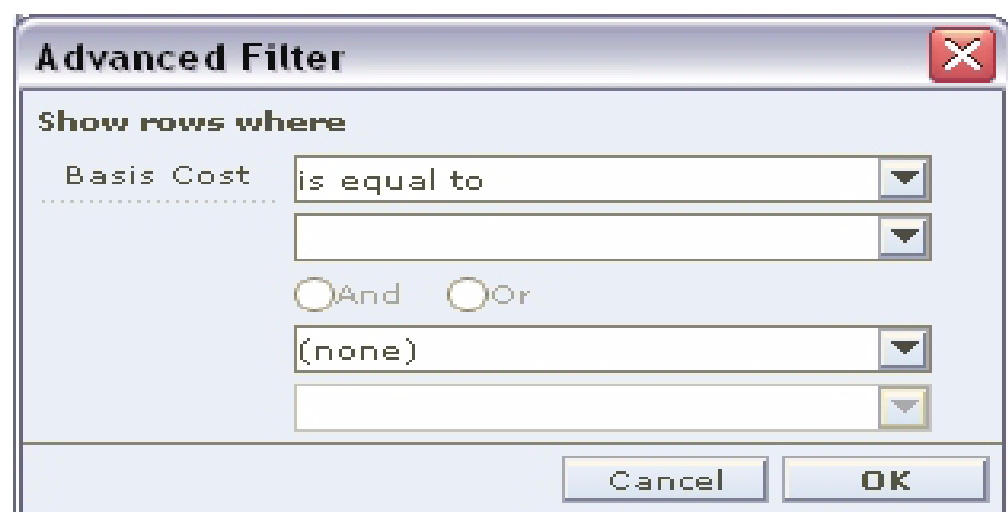 Advanced Filter
Show rows where
Basis Cost is equal to
And Or
(none)
Cancel OK